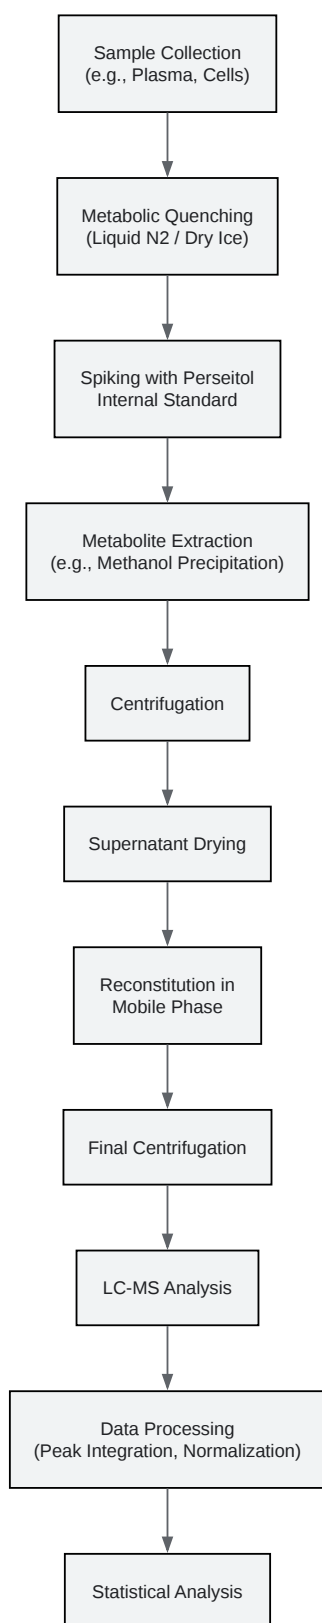 Sample Collection
(e.g., Plasma, Cells)
Metabolic Quenching
(Liquid N2 / Dry Ice)
Spiking with Perseitol
Internal Standard
Metabolite Extraction
(e.g., Methanol Precipitation)
Centrifugation
Supernatant Drying
Reconstitution in
Mobile Phase
Final Centrifugation
LC-MS Analysis
Data Processing
(Peak Integration, Normalization)
Statistical Analysis